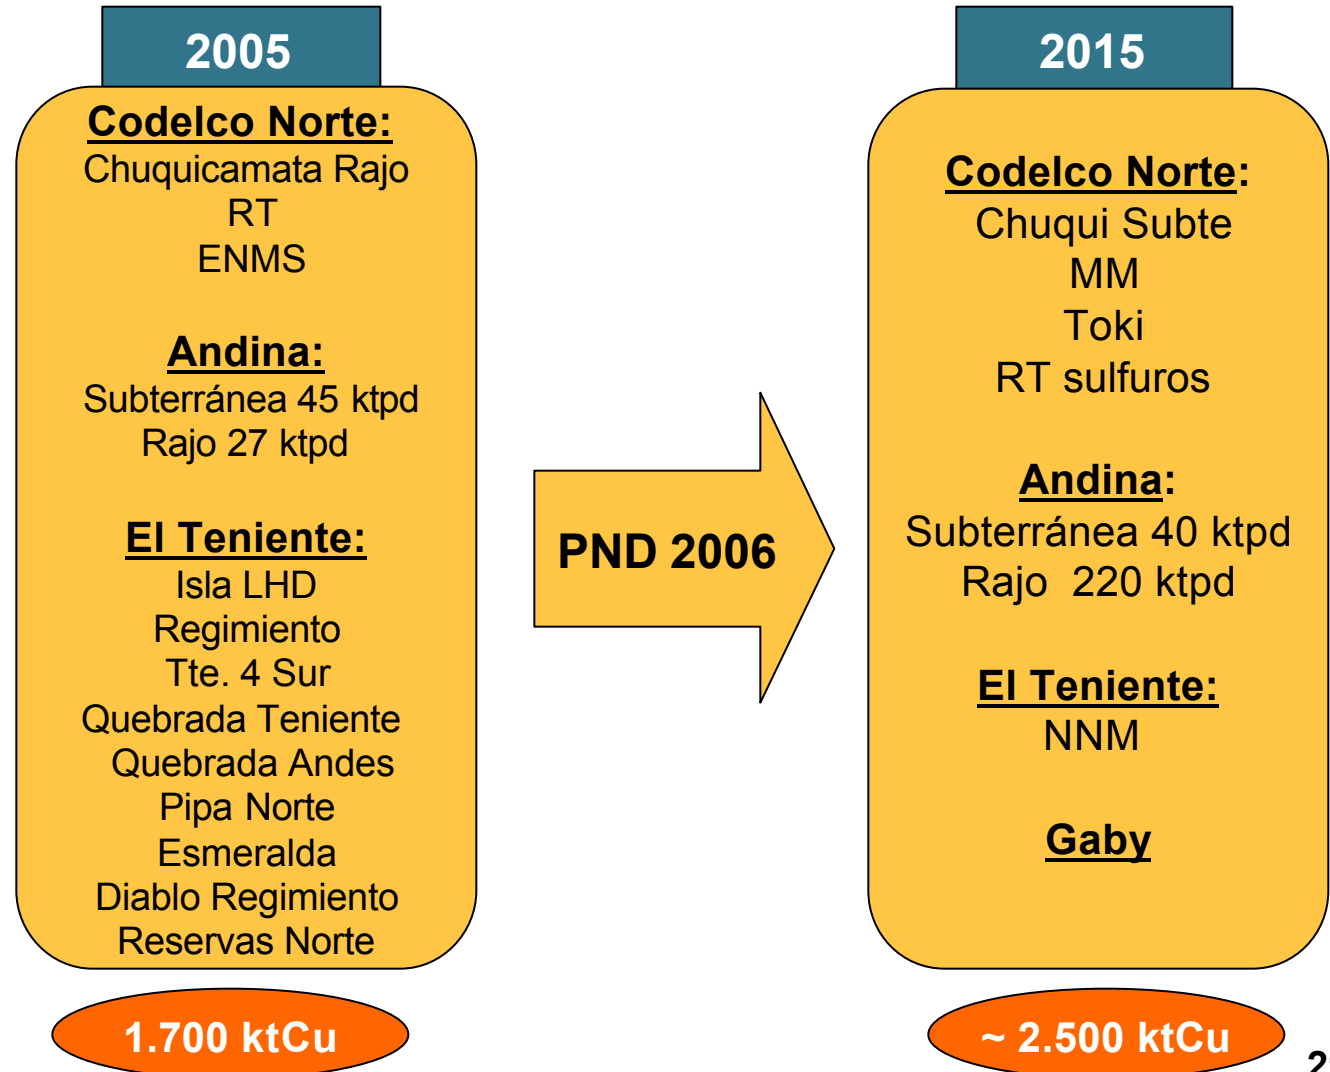 2005
Codelco Norte:
Chuquicamata Rajo
RT
ENMS
Andina:
Subterránea 45 ktpd
Rajo 27 ktpd
El Teniente:
Isla LHD
Regimiento
Tte. 4 Sur
Quebrada Teniente
Quebrada Andes
Pipa Norte
Esmeralda
Diablo Regimiento
Reservas Norte
1.700 ktCu
PND 2006
2015
Codelco Norte:
Chuqui Subte
MM
Toki
RT sulfuros
Andina:
Subterránea 40 ktpd
Rajo 220 ktpd
El Teniente:
NNM
Gaby
~ 2.500 ktCu
2